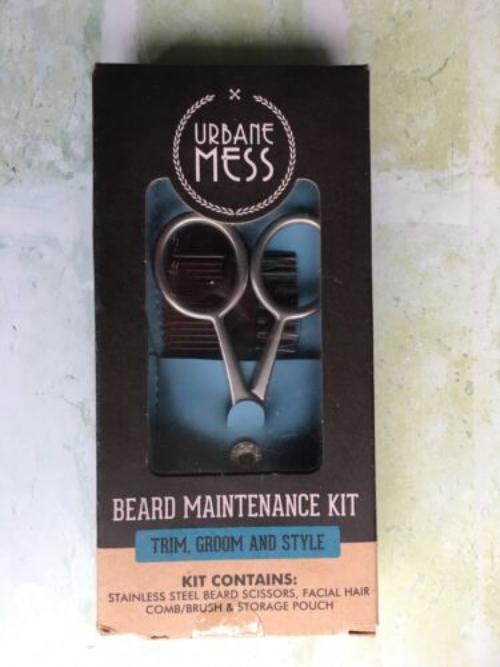 URBANE
MESS
BEARD MAINTENANCE KIT
TRIM, GROOM AND STYLE
KIT CONTAINS:
STAINLESS STEEL BEARD SCISSORS, FACIAL HAIR
COMB/BRUSH & STORAGE POUCH